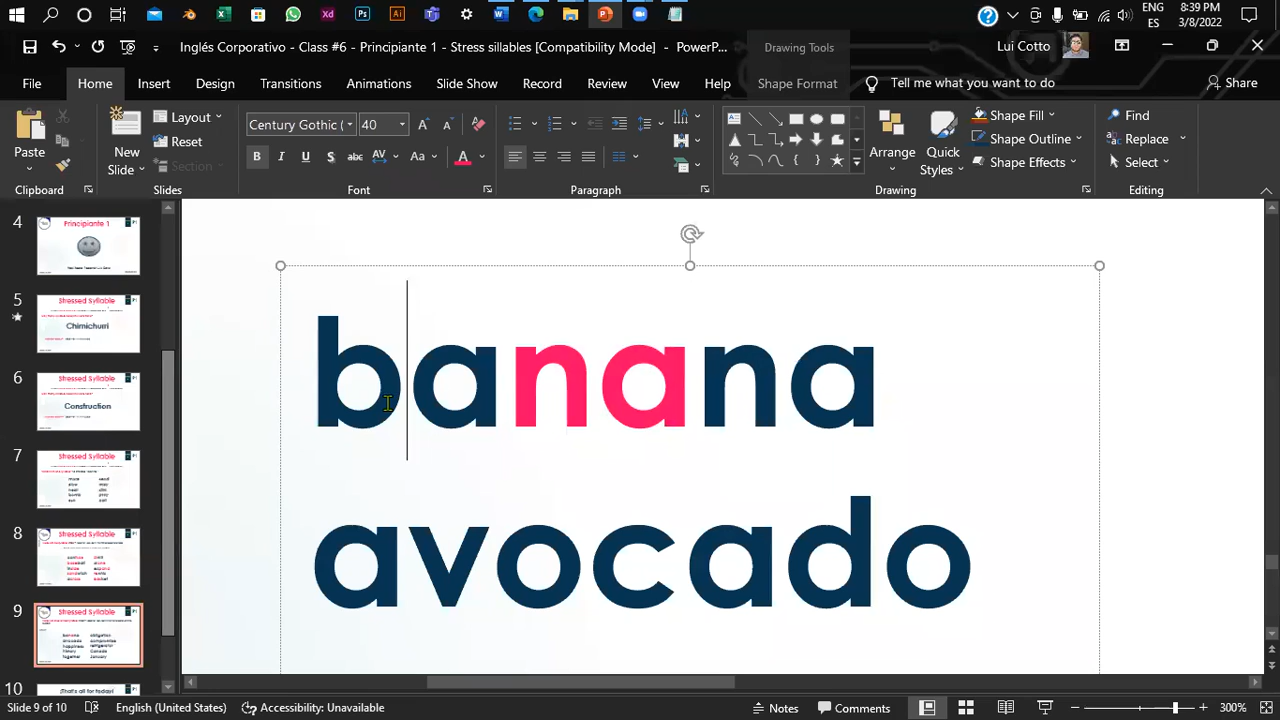 8:39 PM
ES
3/8/2022
Inglés Corporativo - Class #6 - Principiante 1 - Stress sillables [Compatibility Mode] - PowerP...
Drawing Tools
Lui Cotto
File Home Insert Design Slide Show Transitions Animations Record Review View Help Shape Format Tell me what you want to do Share
Paste
Clipboard
New Slide
Layout
Reset
Section
Slides
Century Gothic ( 40
Font
Paragraph
Arrange
Quick Styles
Shape Fill
Shape Outline
Shape Effects
Drawing
Find
Replace
Select
Editing
4
Principiante 1
5
Stressed Syllable
Chimichurri
6
Stressed Syllable
Construction
7
Stressed Syllable
8
Stressed Syllable
9
Stressed Syllable
10
¡That's all for today!
banana
avocado
Slide 9 of 10
English (United States)
Accessibility: Unavailable
Notes
Comments
300%